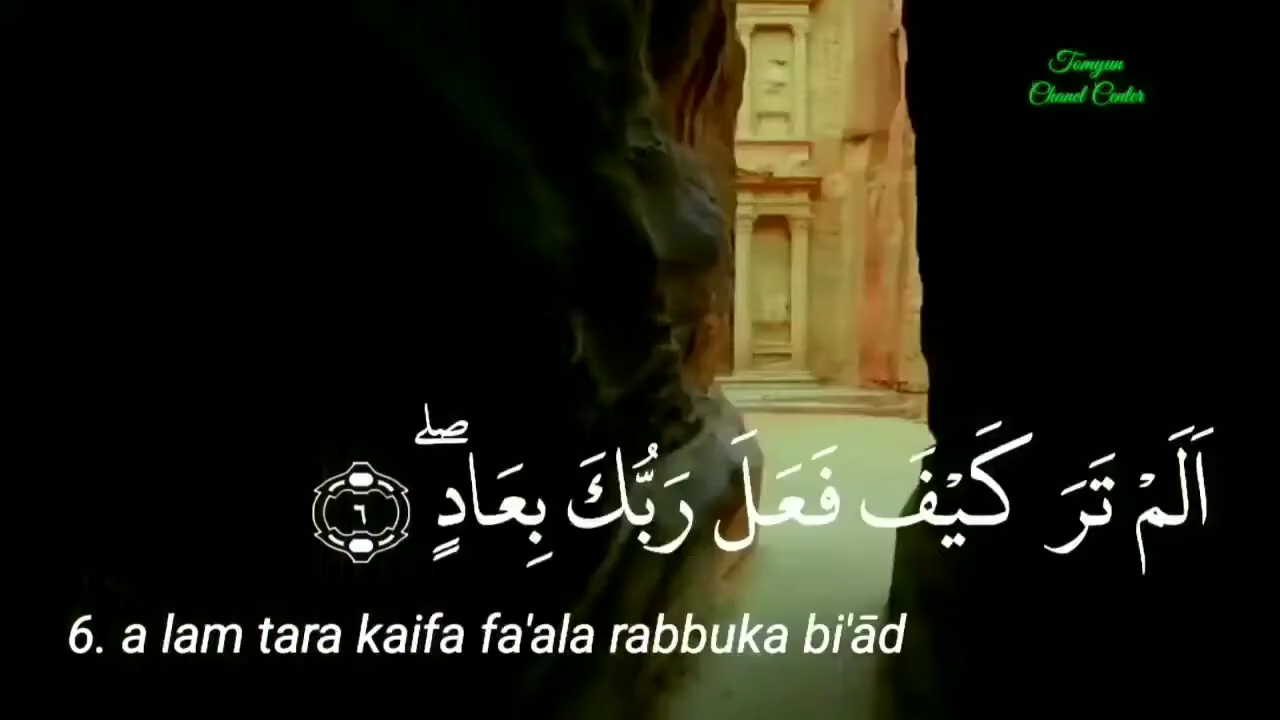 Tomyun
Chanel Center
اَلَمْ تَرَ كَيْفَ فَعَلَ رَبُّكَ بِعَادٍۖ ٦
6. a lam tara kaifa fa'ala rabbuka bi'ād